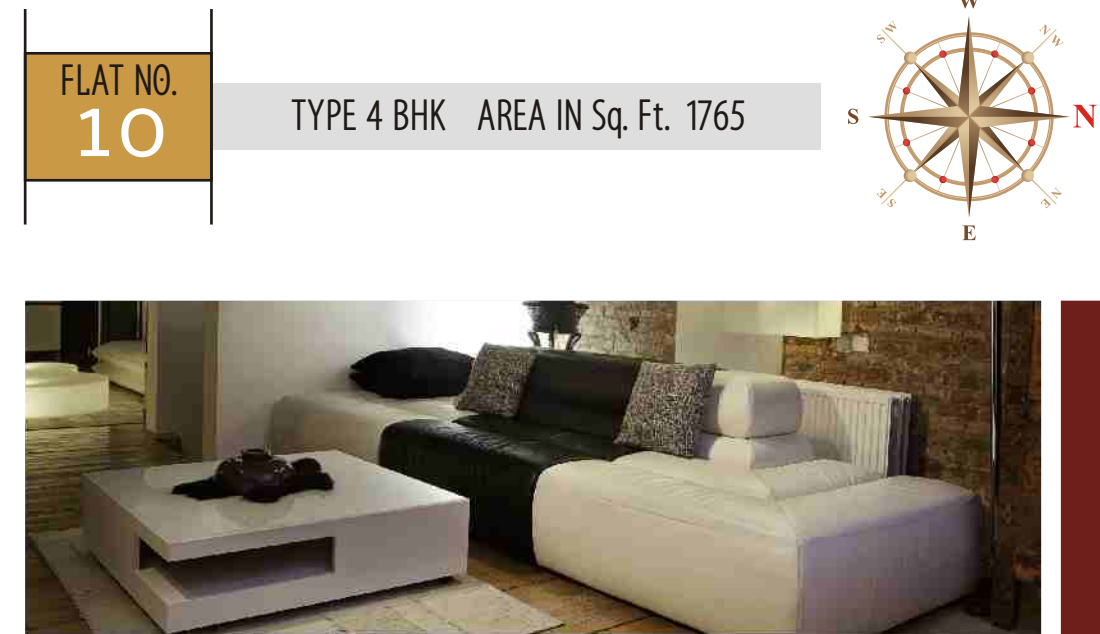 FLAT NO.
10
TYPE 4 BHK AREA IN Sq. Ft. 1765
W
S/W
N/W
S
N
S/E
N/E
E